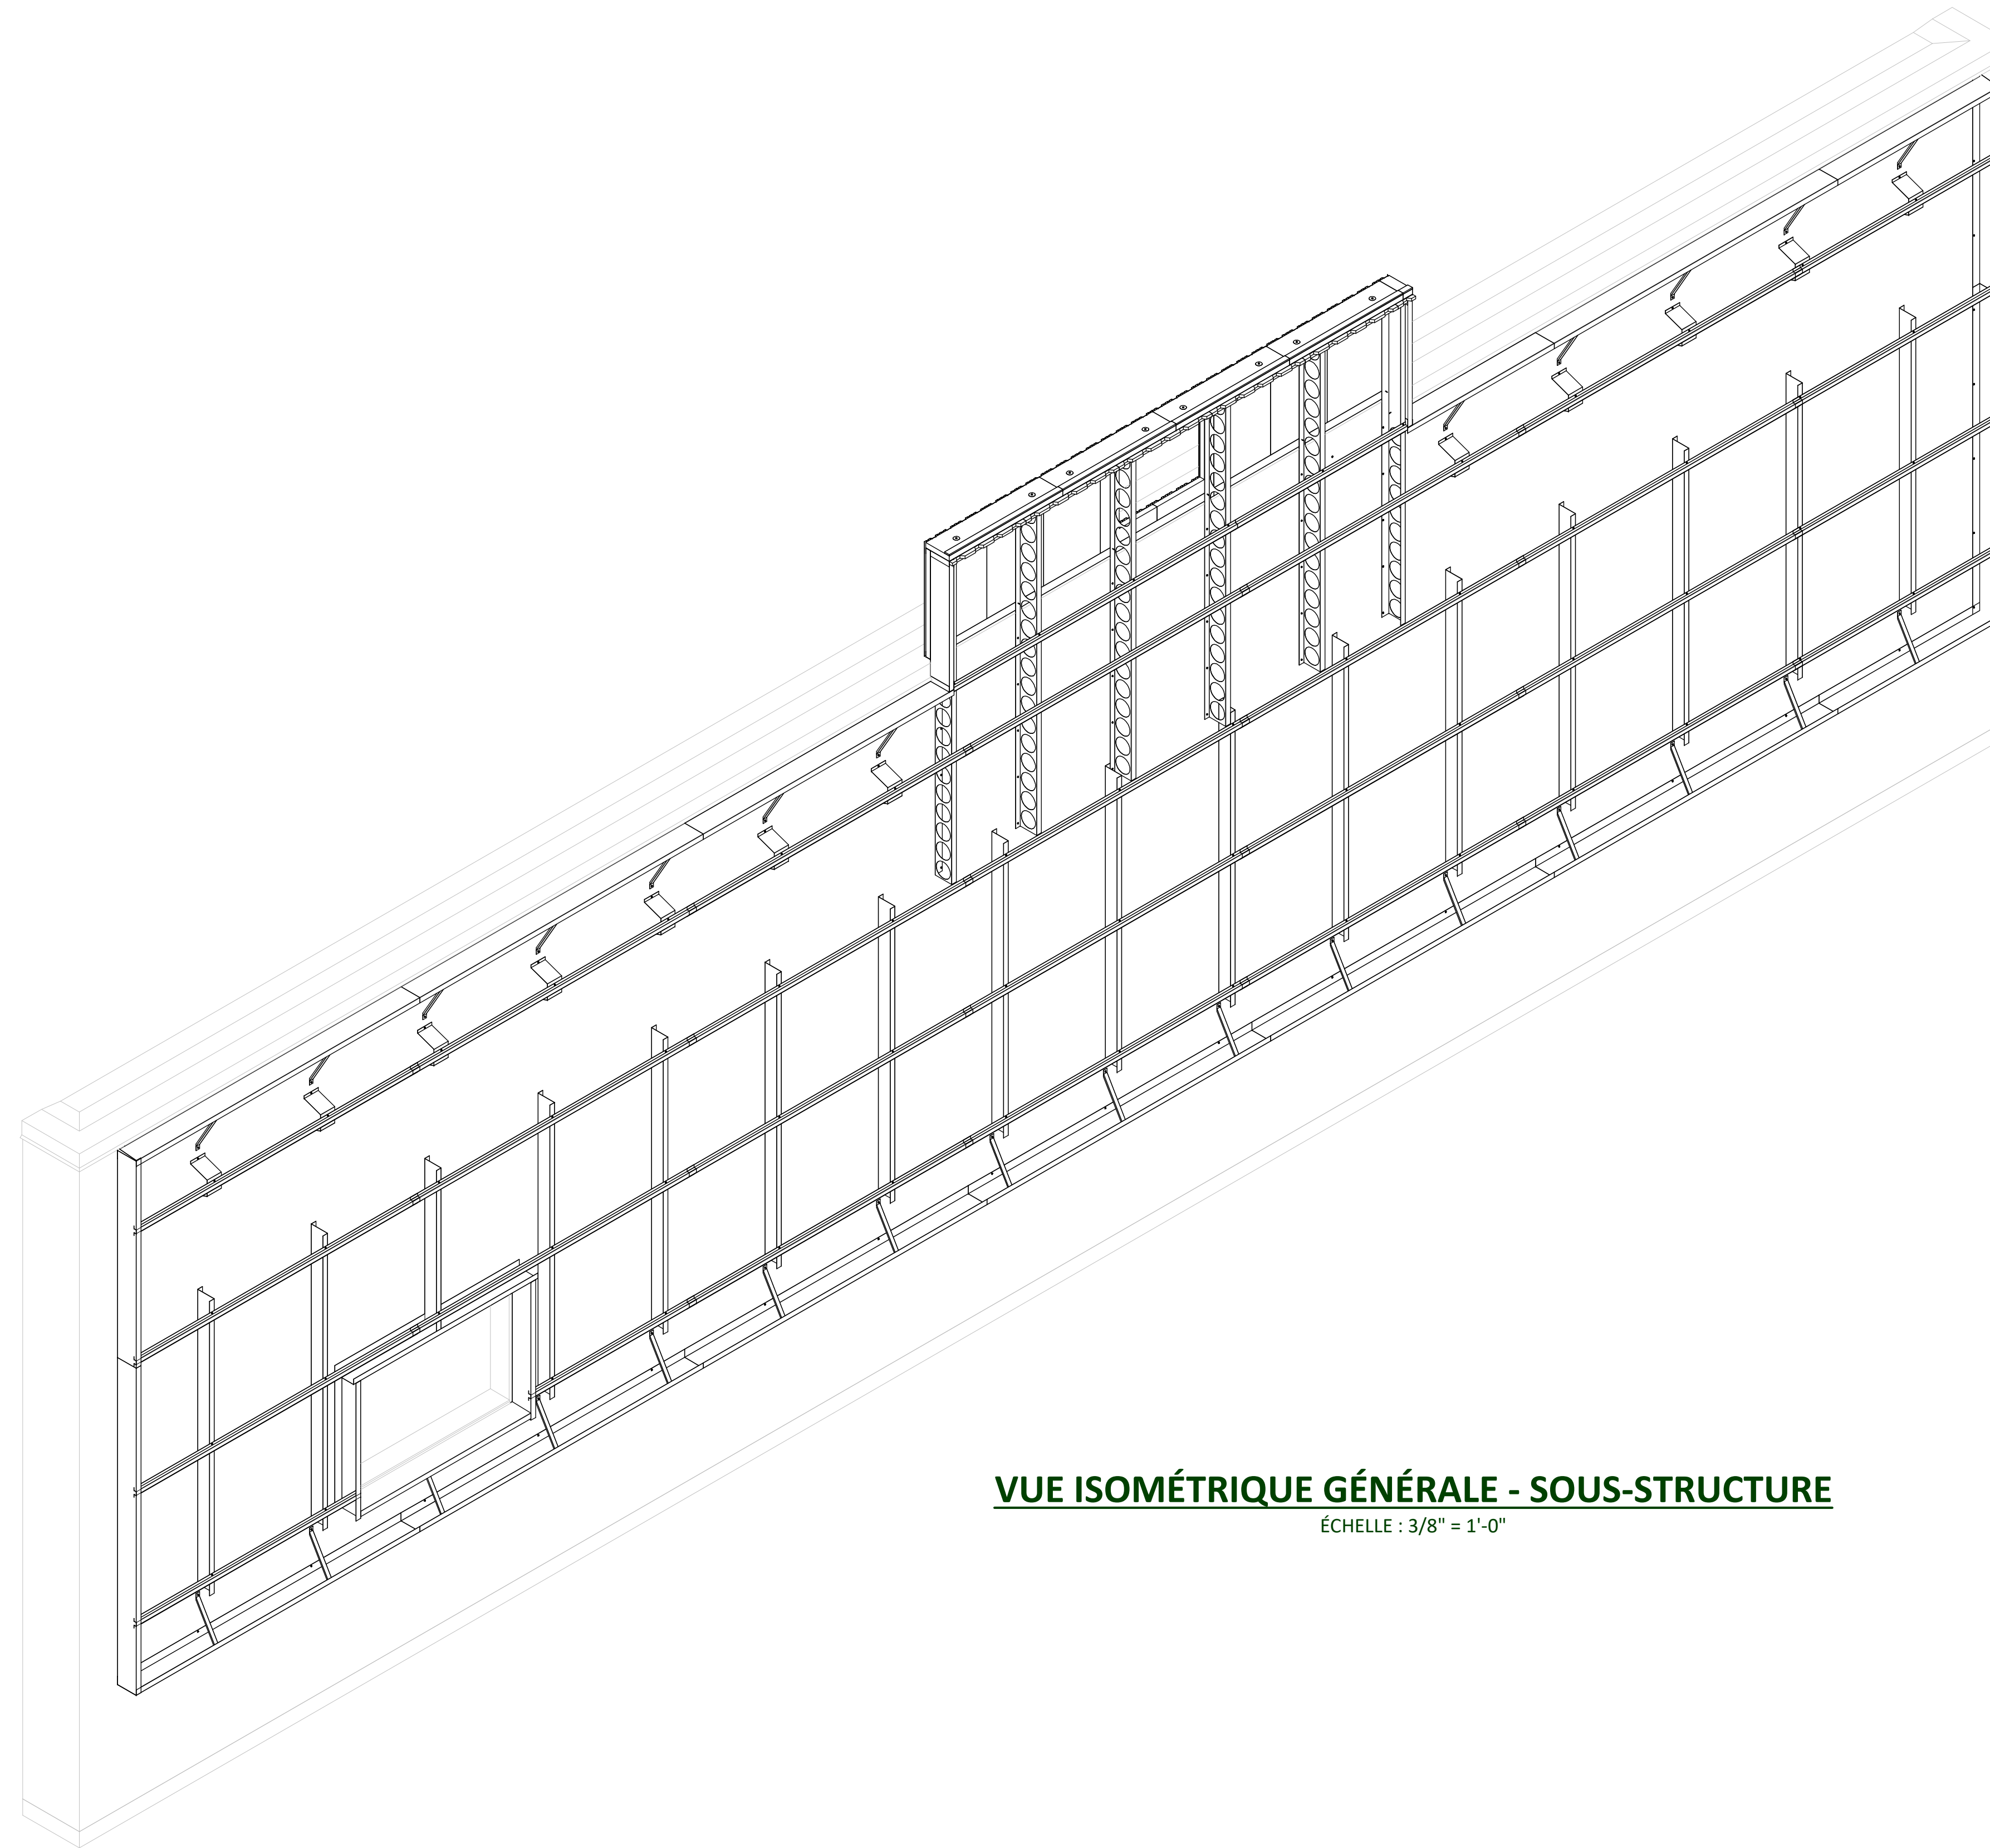 VUE ISOMÉTRIQUE GÉNÉRALE - SOUS-STRUCTURE
ÉCHELLE : 3/8" = 1'-0"